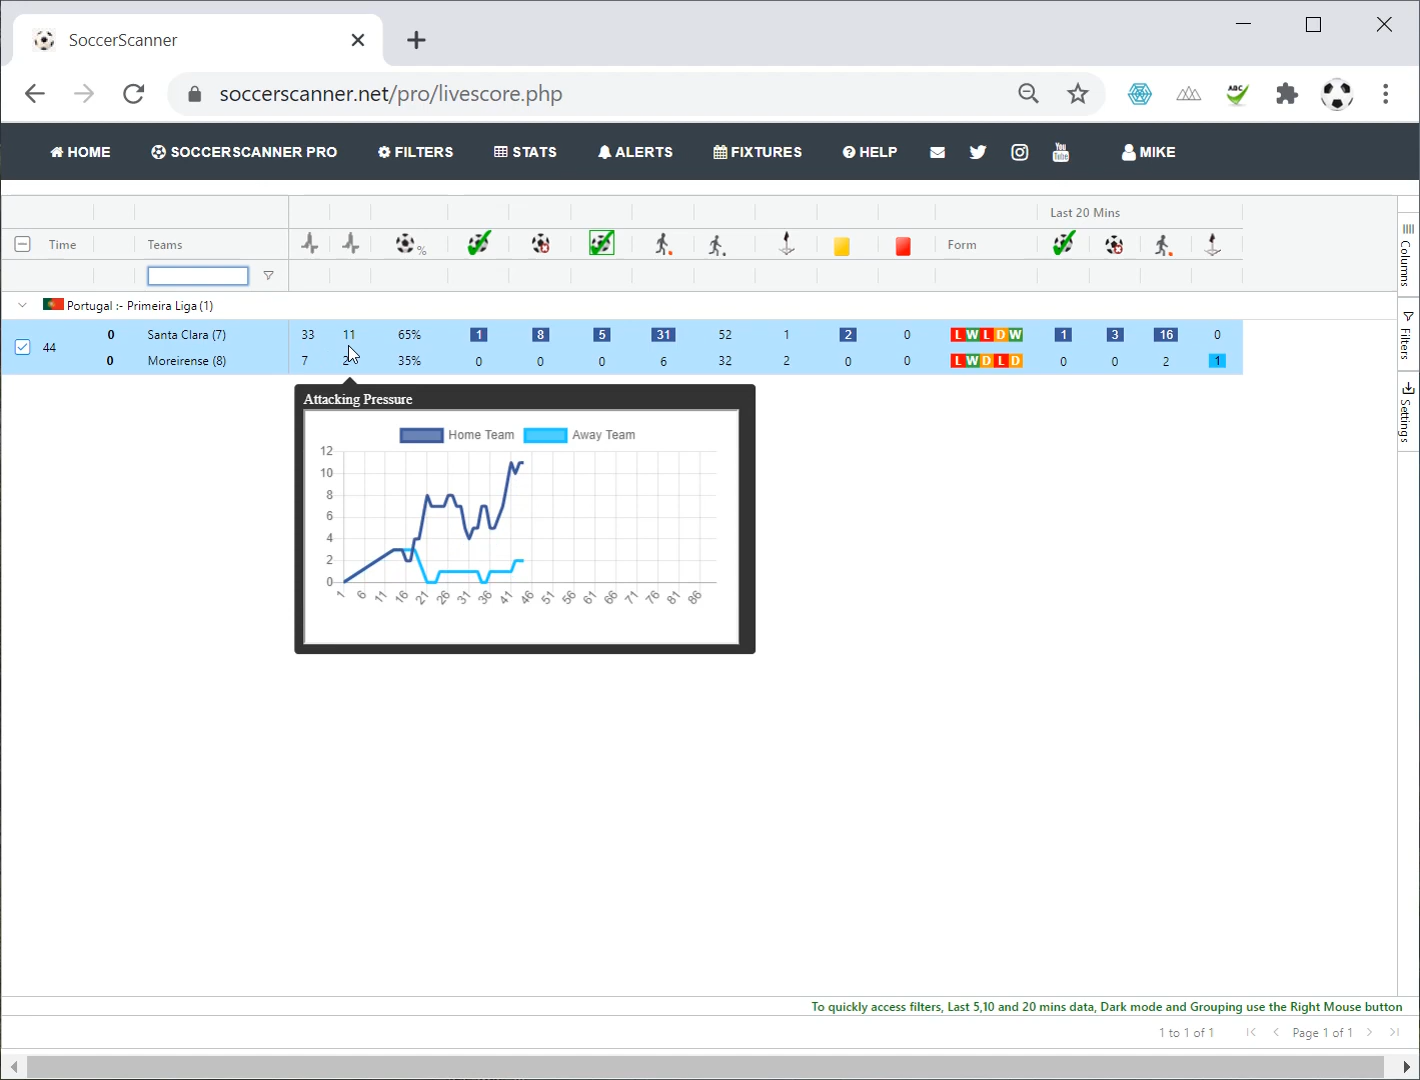 SoccerScanner
soccerscanner.net/pro/livescore.php
ABC
HOME SOCCERSCANNER PRO FILTERS STATS ALERTS FIXTURES HELP You Tube MIKE
Last 20 Mins
Time Teams % Form
Portugal :- Primeira Liga (1)
0 Santa Clara (7) 33 11 65% 1 8 5 31 52 1 2 0 L W L D W 1 3 16 0
44
0 Moreirense (8) 7 35% 0 0 0 6 32 2 0 0 L W D L D 0 0 2 1
Attacking Pressure
Home Team Away Team
12
10
8
6
4
2
0
1 6 11 16 21 26 31 36 41 46 51 56 61 66 71 76 81 86
Columns
Filters
Settings
To quickly access filters, Last 5,10 and 20 mins data, Dark mode and Grouping use the Right Mouse button
1 to 1 of 1 Page 1 of 1